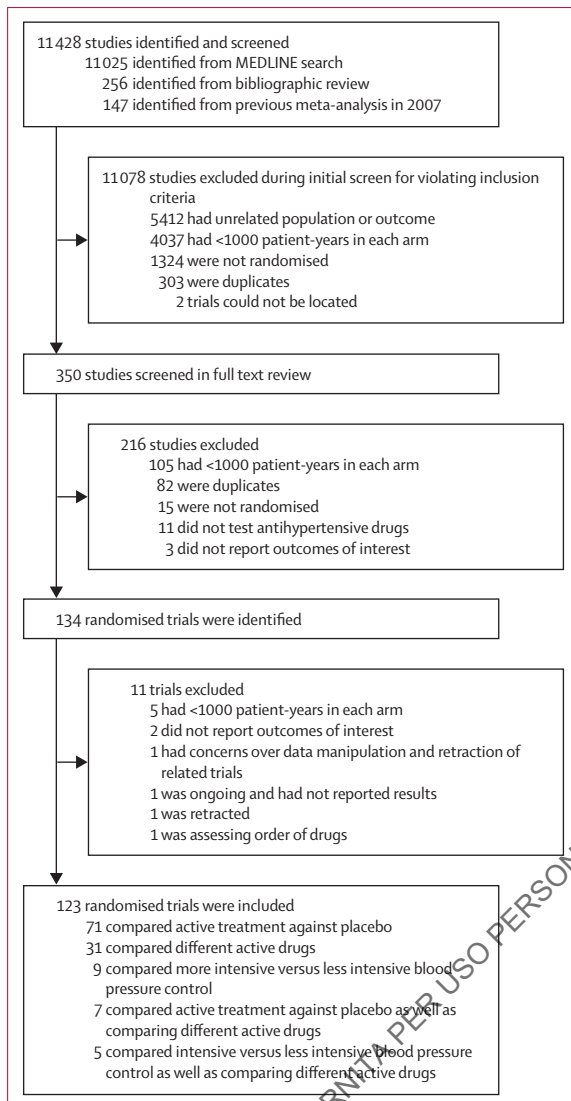 11 428 studies identified and screened
11 025 identified from MEDLINE search
256 identified from bibliographic review
147 identified from previous meta-analysis in 2007
11 078 studies excluded during initial screen for violating inclusion
criteria
5412 had unrelated population or outcome
4037 had <1000 patient-years in each arm
1324 were not randomised
303 were duplicates
2 trials could not be located
350 studies screened in full text review
216 studies excluded
105 had <1000 patient-years in each arm
82 were duplicates
15 were not randomised
11 did not test antihypertensive drugs
3 did not report outcomes of interest
134 randomised trials were identified
11 trials excluded
5 had <1000 patient-years in each arm
2 did not report outcomes of interest
1 had concerns over data manipulation and retraction of
related trials
1 was ongoing and had not reported results
1 was retracted
1 was assessing order of drugs
123 randomised trials were included
71 compared active treatment against placebo
31 compared different active drugs
9 compared more intensive versus less intensive blood
pressure control
7 compared active treatment against placebo as well as
comparing different active drugs
5 compared intensive versus less intensive blood pressure
control as well as comparing different active drugs
PER USO